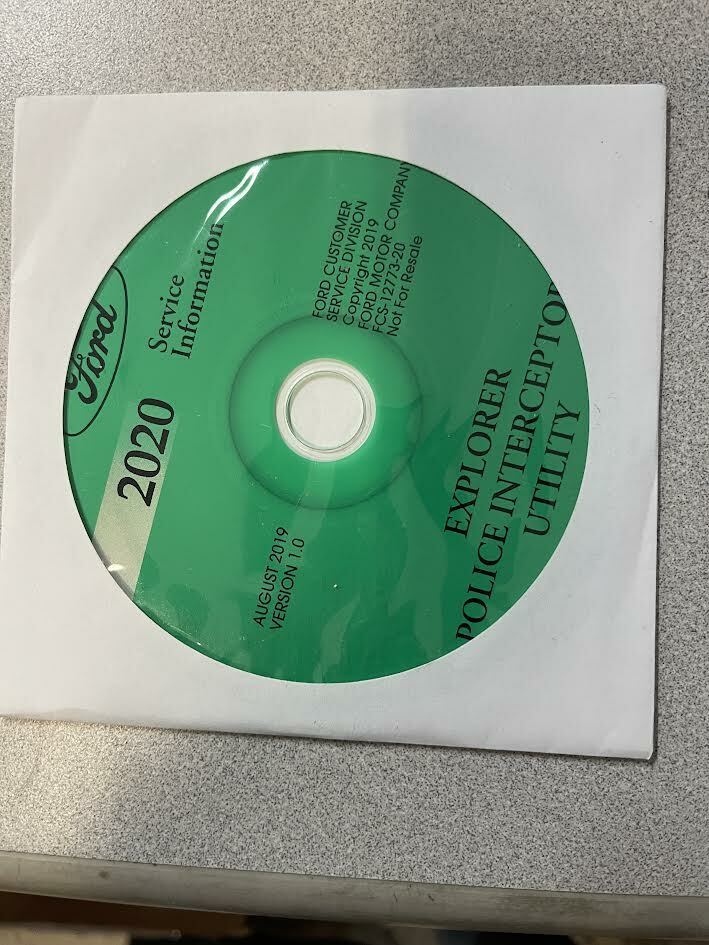 Ford
2020
Service
Information
AUGUST 2019
VERSION 1.0
FORD CUSTOMER
SERVICE DIVISION
Copyright 2019
FORD MOTOR COMPANY
FCS-12773-20
Not For Resale
EXPLORER
POLICE INTERCEPTOR
UTILITY